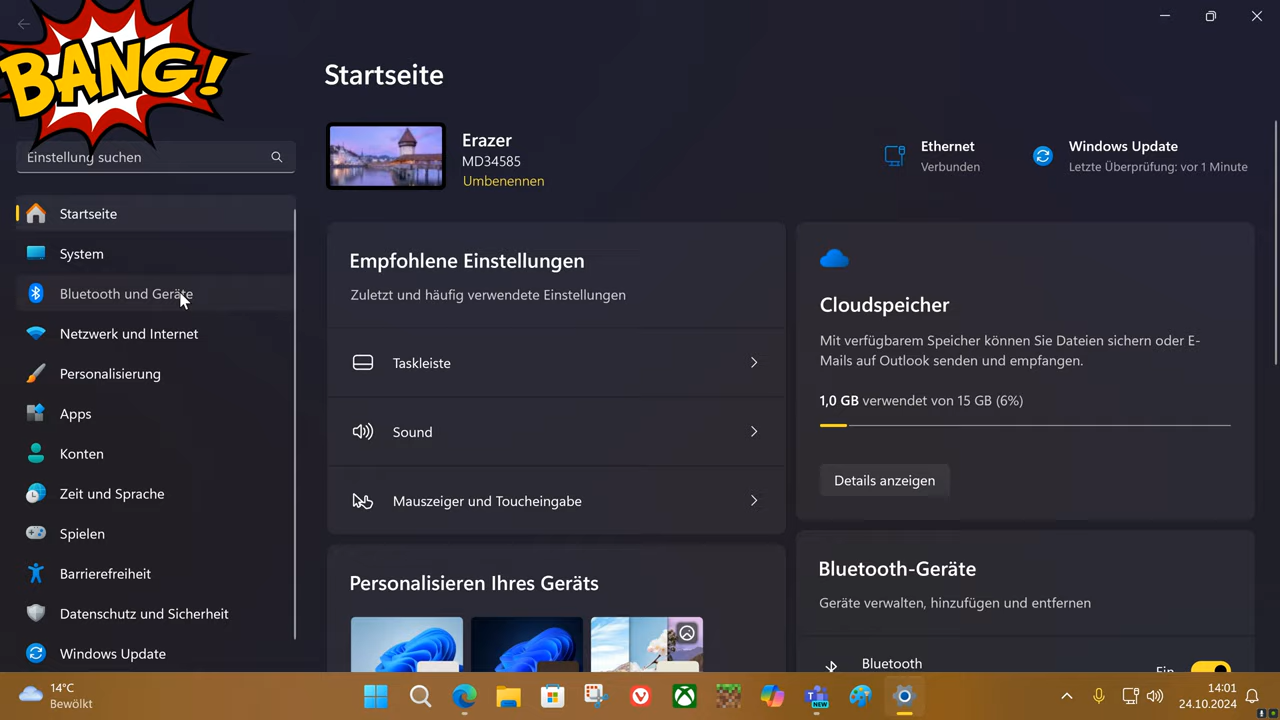 BANG!
Einstellung suchen
Startseite
System
Bluetooth und Geräte
Netzwerk und Internet
Personalisierung
Apps
Konten
Zeit und Sprache
Spielen
Barrierefreiheit
Datenschutz und Sicherheit
Windows Update
Startseite
Erazer
MD34585
Umbenennen
Ethernet
Verbunden
Windows Update
Letzte Überprüfung: vor 1 Minute
Empfohlene Einstellungen
Zuletzt und häufig verwendete Einstellungen
Taskleiste
Sound
Mauszeiger und Toucheingabe
Personalisieren Ihres Geräts
Cloudspeicher
Mit verfügbarem Speicher können Sie Dateien sichern oder E-
Mails auf Outlook senden und empfangen.
1,0 GB verwendet von 15 GB (6%)
Details anzeigen
Bluetooth-Geräte
Geräte verwalten, hinzufügen und entfernen
Bluetooth
Ein
14°C
Bewölkt
NEW
14:01
24.10.2024